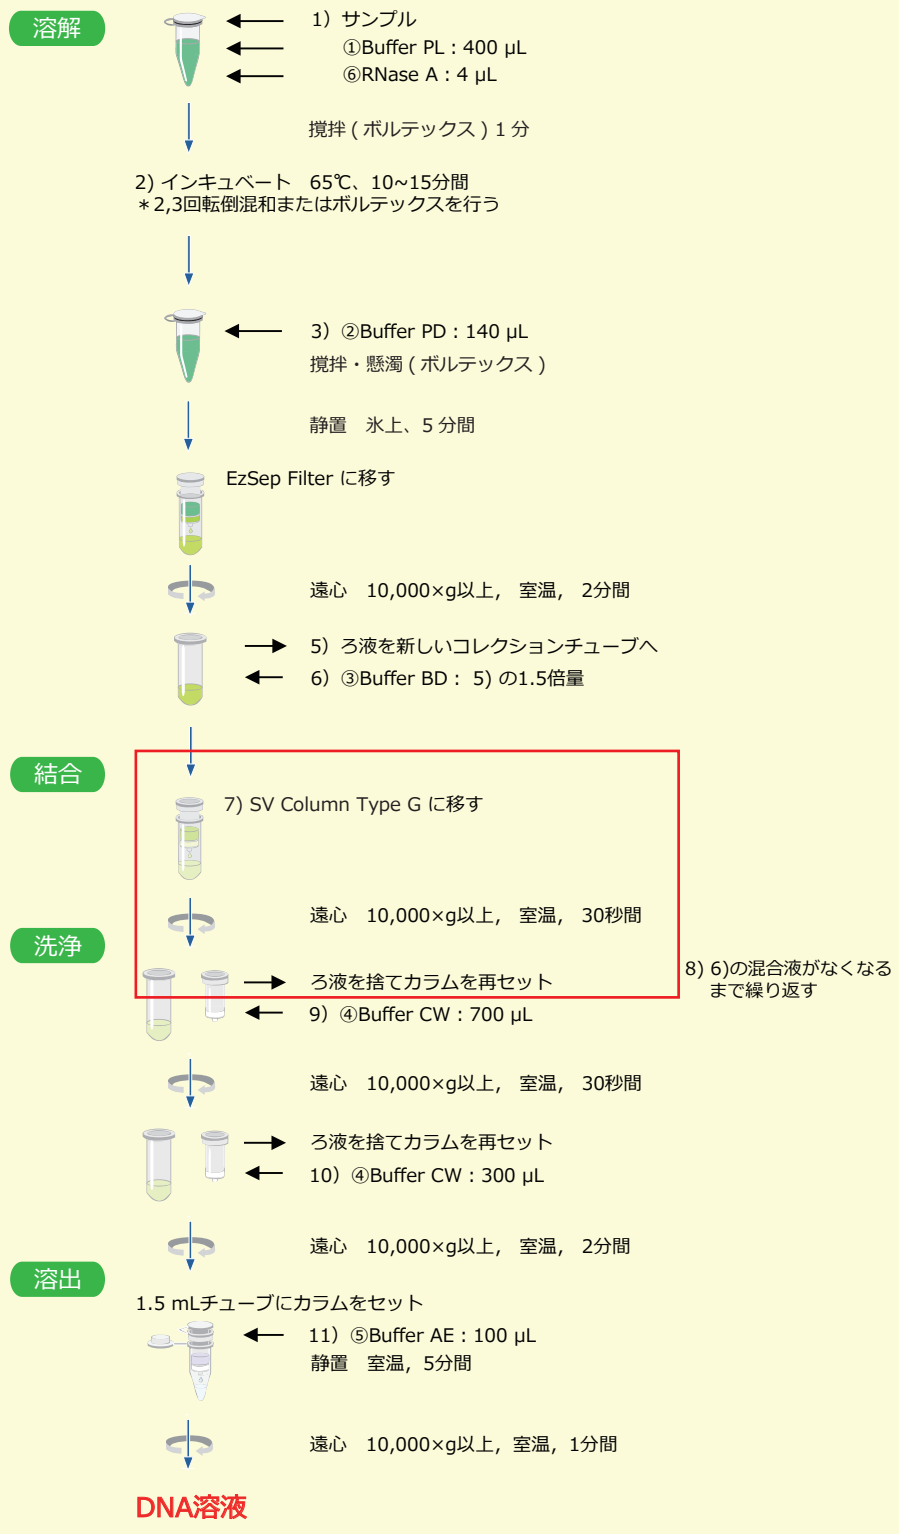 溶解
1）サンプル
①Buffer PL : 400 µL
⑥RNase A : 4 µL
撹拌 ( ボルテックス ) 1 分
2) インキュベート　65℃、10~15分間
＊2,3回転倒混和またはボルテックスを行う
3）②Buffer PD : 140 µL
撹拌・懸濁 ( ボルテックス )
静置　氷上、5 分間
EzSep Filter に移す
遠心　10,000×g以上,　室温,　2分間
5）ろ液を新しいコレクションチューブへ
6）③Buffer BD :  5) の1.5倍量
結合
7) SV Column Type G に移す
遠心　10,000×g以上,　室温,　30秒間
洗浄
ろ液を捨てカラムを再セット
8) 6)の混合液がなくなる
まで繰り返す
9）④Buffer CW : 700 µL
遠心　10,000×g以上,　室温,　30秒間
ろ液を捨てカラムを再セット
10）④Buffer CW : 300 µL
遠心　10,000×g以上,　室温,　2分間
溶出
1.5 mLチューブにカラムをセット
11）⑤Buffer AE : 100 µL
静置　室温,  5分間
遠心　10,000×g以上, 室温, 1分間
DNA溶液